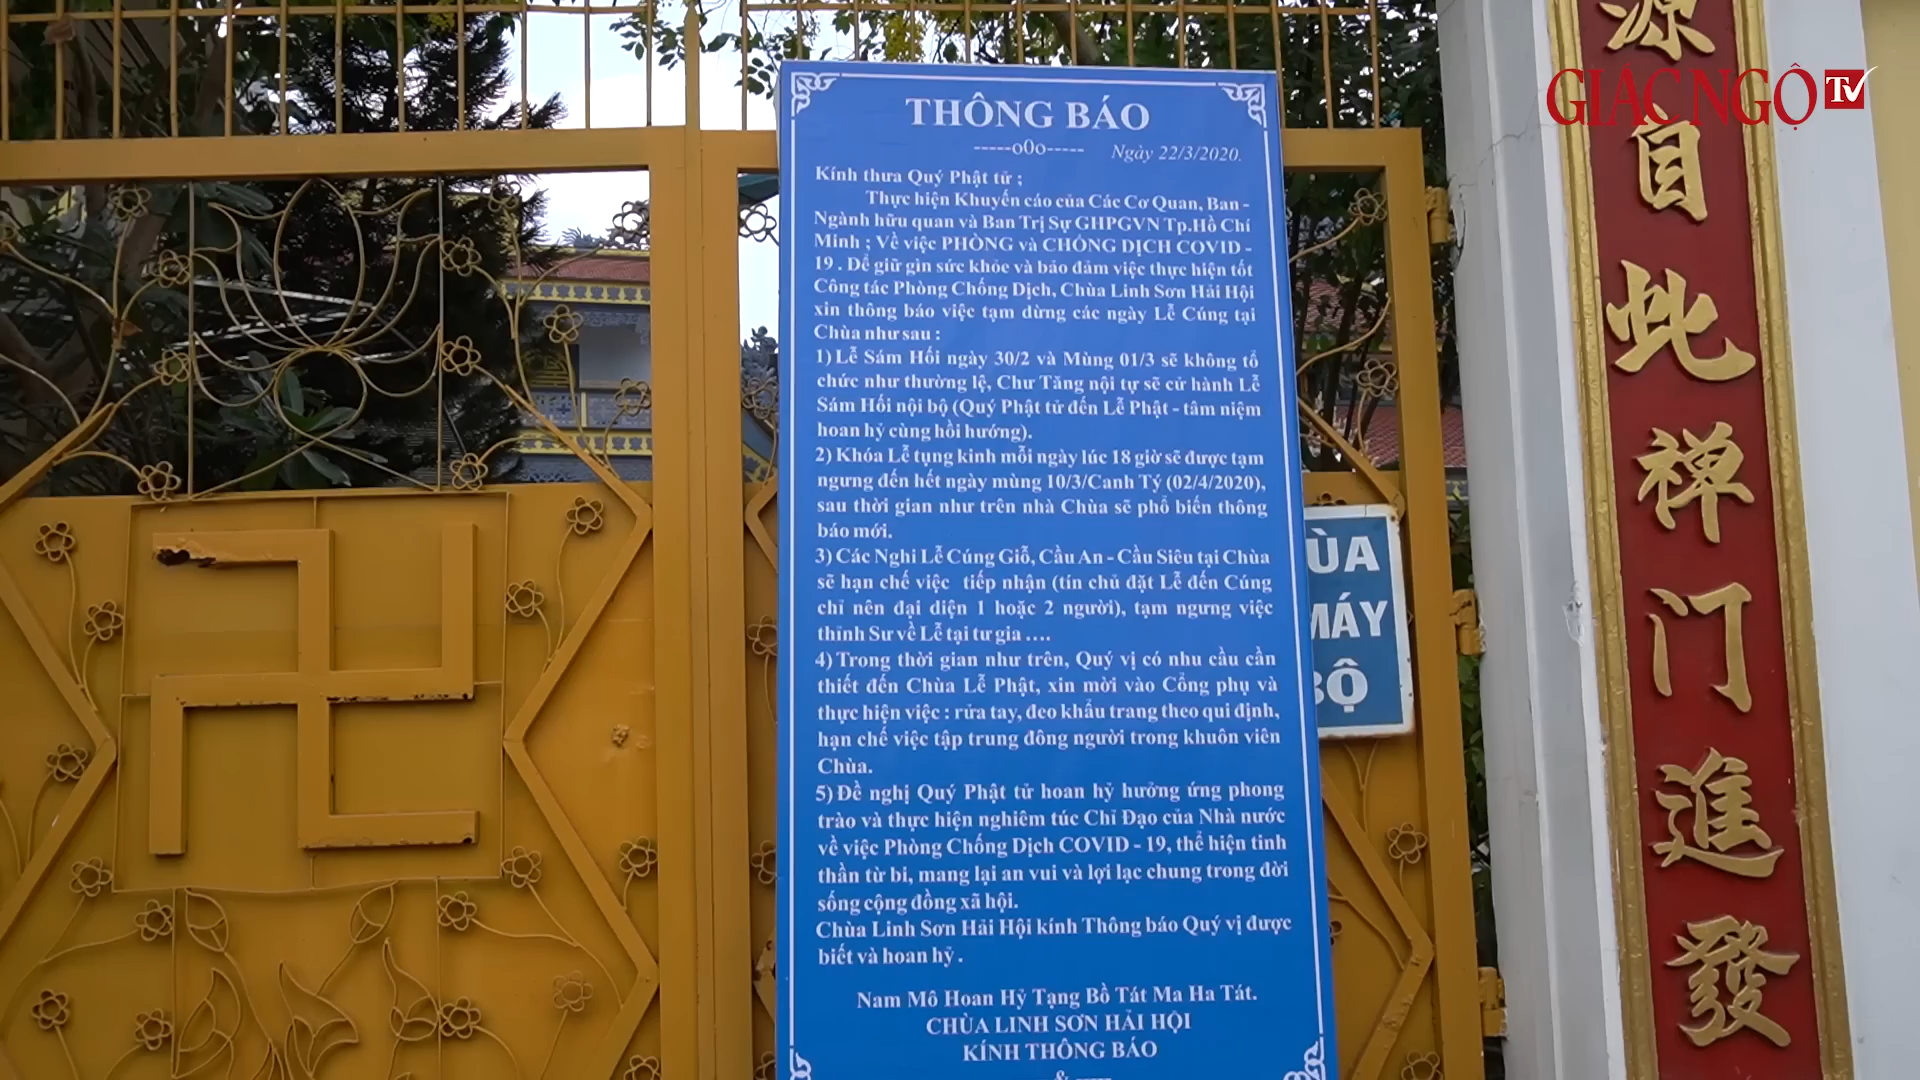 THÔNG BÁO
-----o0o-----
Ngày 22/3/2020.
Kính thưa Quý Phật tử ;
Thực hiện Khuyến cáo của Các Cơ Quan, Ban -
Ngành hữu quan và Ban Trị Sự GHPGVN Tp.Hồ Chí
Minh ; Về việc PHÒNG và CHỐNG DỊCH COVID -
19 . Để giữ gìn sức khỏe và bảo đảm việc thực hiện tốt
Công tác Phòng Chống Dịch, Chùa Linh Sơn Hải Hội
xin thông báo việc tạm dừng các ngày Lễ Cúng tại
Chùa như sau :
1) Lễ Sám Hối ngày 30/2 và Mùng 01/3 sẽ không tổ
chức như thường lệ, Chư Tăng nội tự sẽ cử hành Lễ
Sám Hối nội bộ (Quý Phật tử đến Lễ Phật - tâm niệm
hoan hỷ cùng hồi hướng).
2) Khóa Lễ tụng kinh mỗi ngày lúc 18 giờ sẽ được tạm
ngưng đến hết ngày mùng 10/3/Canh Tý (02/4/2020),
sau thời gian như trên nhà Chùa sẽ phổ biến thông
báo mới.
3) Các Nghi Lễ Cúng Giỗ, Cầu An - Cầu Siêu tại Chùa
sẽ hạn chế việc tiếp nhận (tín chủ đặt Lễ đến Cúng
chỉ nên đại diện 1 hoặc 2 người), tạm ngưng việc
thỉnh Sư về Lễ tại tư gia ....
4) Trong thời gian như trên, Quý vị có nhu cầu cần
thiết đến Chùa Lễ Phật, xin mời vào Cổng phụ và
thực hiện việc : rửa tay, đeo khẩu trang theo qui định,
hạn chế việc tập trung đông người trong khuôn viên
Chùa.
5) Đề nghị Quý Phật tử hoan hỷ hưởng ứng phong
trào và thực hiện nghiêm túc Chỉ Đạo của Nhà nước
về việc Phòng Chống Dịch COVID - 19, thể hiện tinh
thần từ bi, mang lại an vui và lợi lạc chung trong đời
sống cộng đồng xã hội.
Chùa Linh Sơn Hải Hội kính Thông báo Quý vị được
biết và hoan hỷ .
Nam Mô Hoan Hỷ Tạng Bồ Tát Ma Ha Tát.
CHÙA LINH SƠN HẢI HỘI
KÍNH THÔNG BÁO
ÙA
MÁY
BỘ
源自此禅门進發
GIÁC NGỘ TV